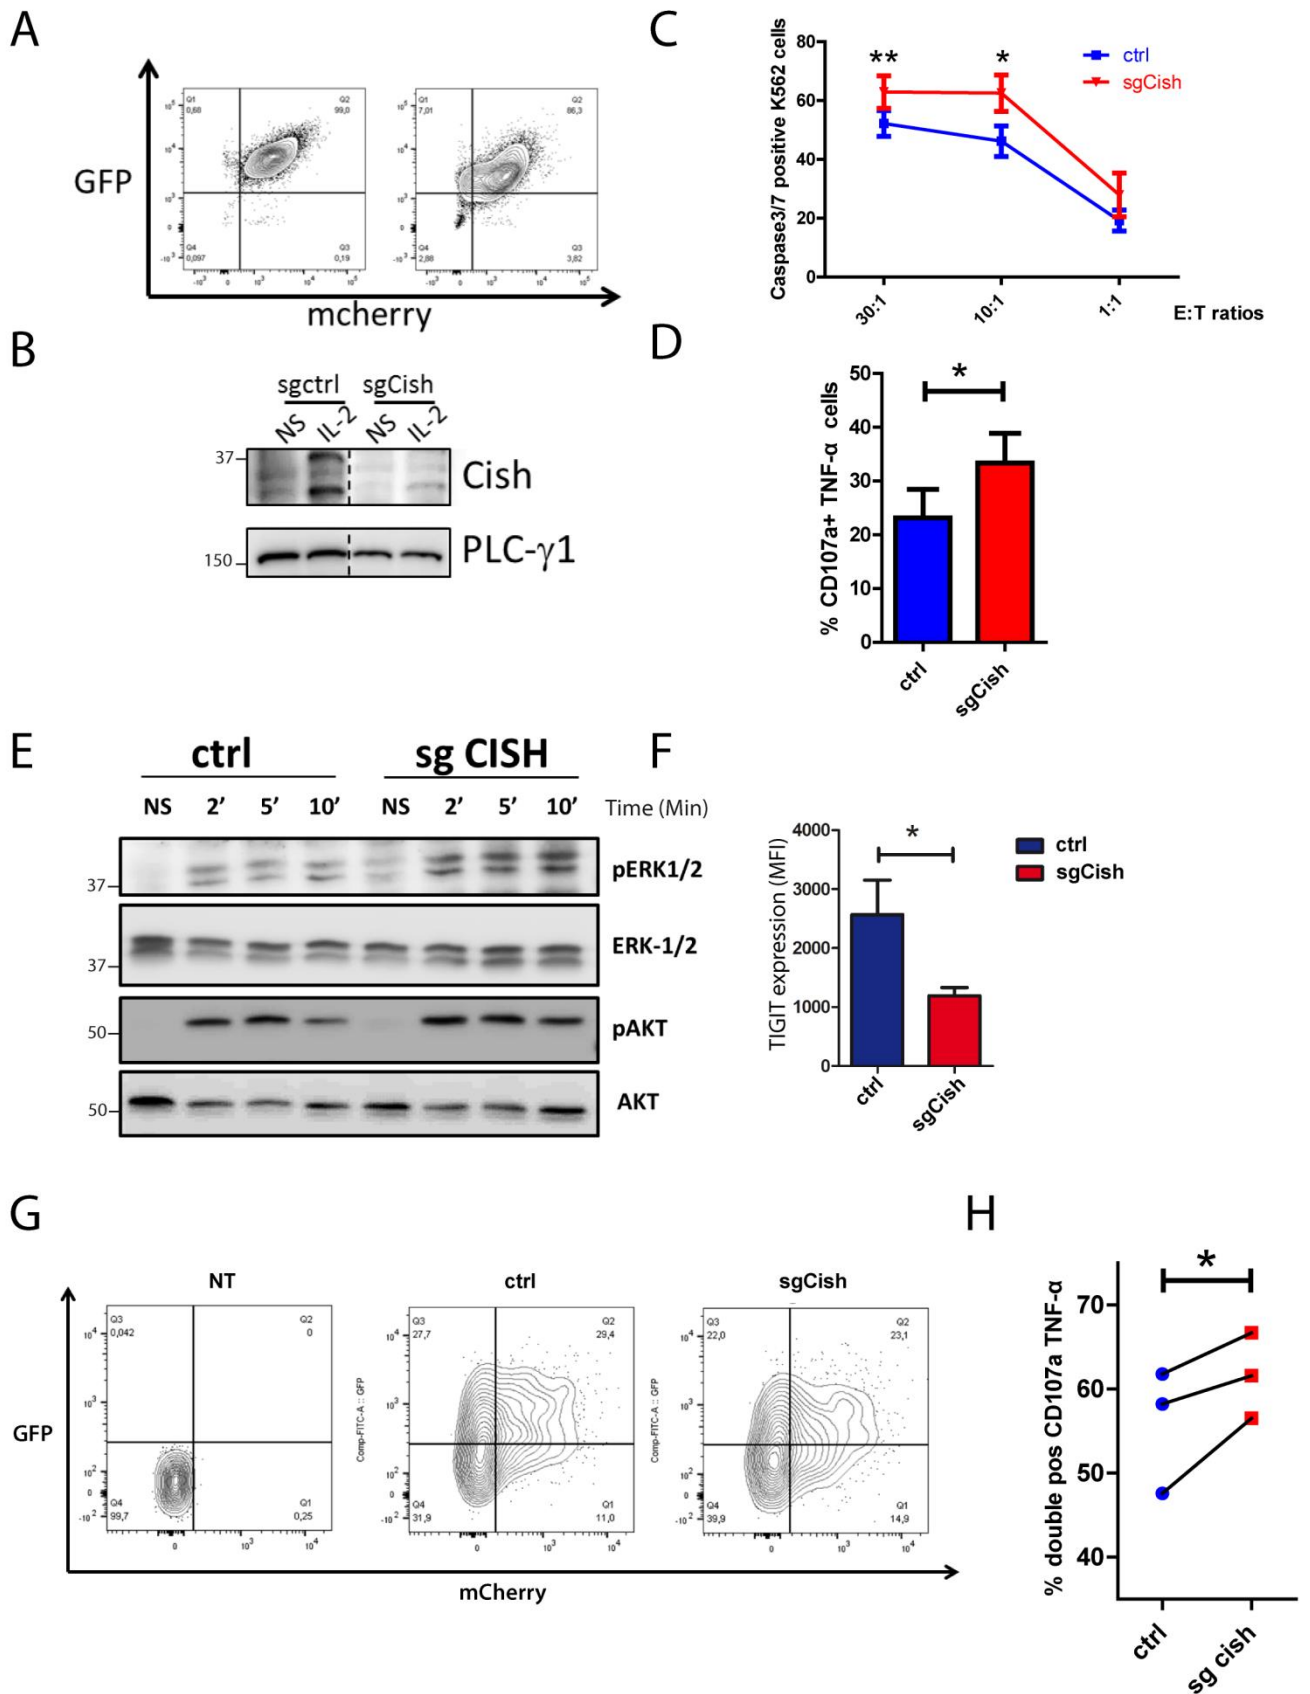 A
GFP
Q1
0,68
Q2
99,0
Q4
0,097
Q3
0,19
Q1
7,01
Q2
86,3
Q4
2,88
Q3
3,82
mcherry
B
sgctrl sgCish
NS IL-2 NS IL-2
37
Cish
150
PLC-γ1
C
Caspase3/7 positive K562 cells
80
60
40
20
0
** *
ctrl
sgCish
30:1 10:1 1:1
E:T ratios
D
% CD107a+ TNF-α cells
50
40
30
20
10
0
*
ctrl sgCish
E
ctrl sg CISH
NS 2' 5' 10' NS 2' 5' 10' Time (Min)
37 pERK1/2
37 ERK-1/2
50 pAKT
50 AKT
F
TIGIT expression (MFI)
4000
3000
2000
1000
0
*
ctrl
sgCish
ctrl sgCish
G
GFP
NT ctrl sgCish
Q3
0,042
Q2
0
Q4
99,7
Q1
0,25
Comp-FITC-A :: GFP
Q3
27,7
Q2
29,4
Q4
31,9
Q1
11,0
Comp-FITC-A :: GFP
Q3
22,0
Q2
23,1
Q4
39,9
Q1
14,9
mCherry
H
% double pos CD107a TNF-α
70
60
50
40
*
ctrl sg cish